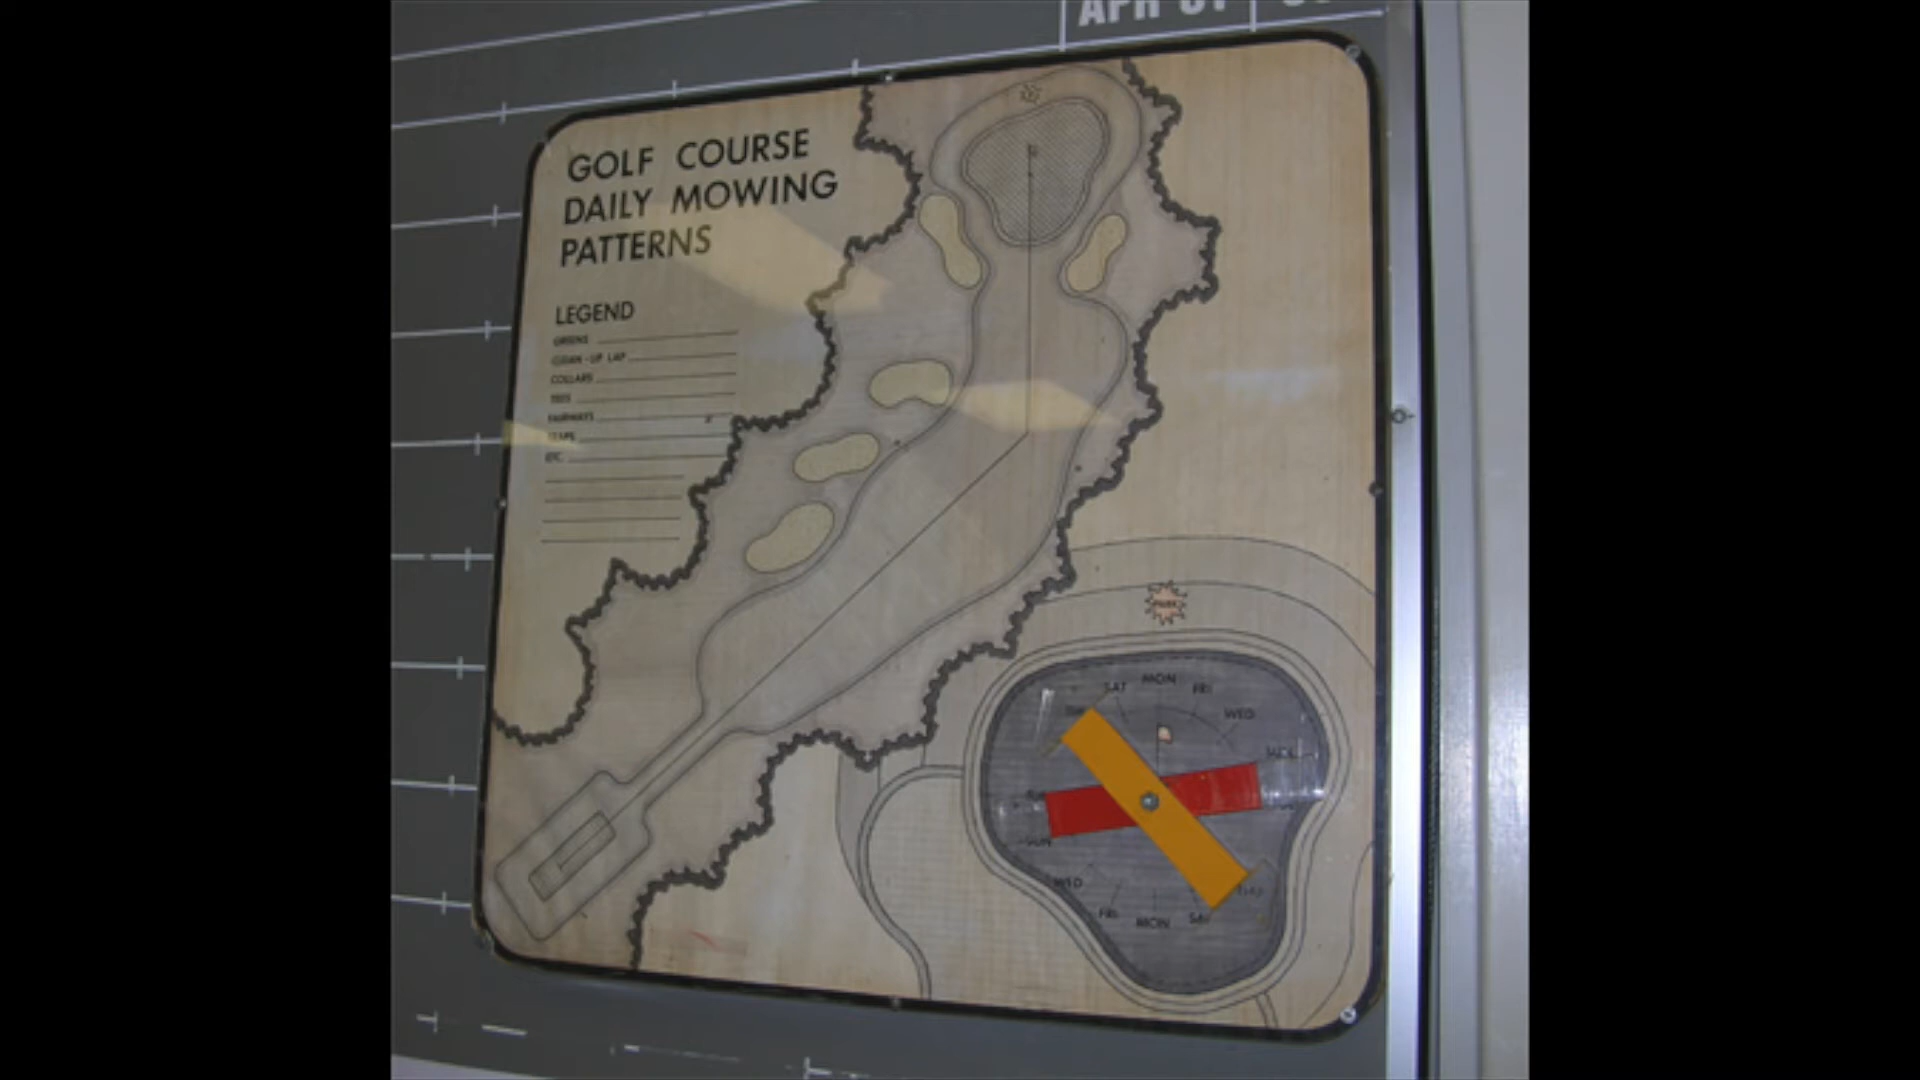 GOLF COURSE
DAILY MOWING
PATTERNS
LEGEND
GREENS
CLEAN-UP LAP
COLLARS
TEES
FAIRWAYS
ETC.
SAT MON FRI
WED
SUN
WED
FRI MON SAT